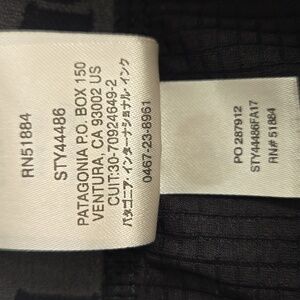 RN51884
STY44486
PATAGONIA P.O. BOX 150
VENTURA, CA 93002 US
CUIT:30-70924649-2
パタゴニア・インターナショナル・インク
0467-23-8961
PO 287912
STY44486FA17
RN# 51884